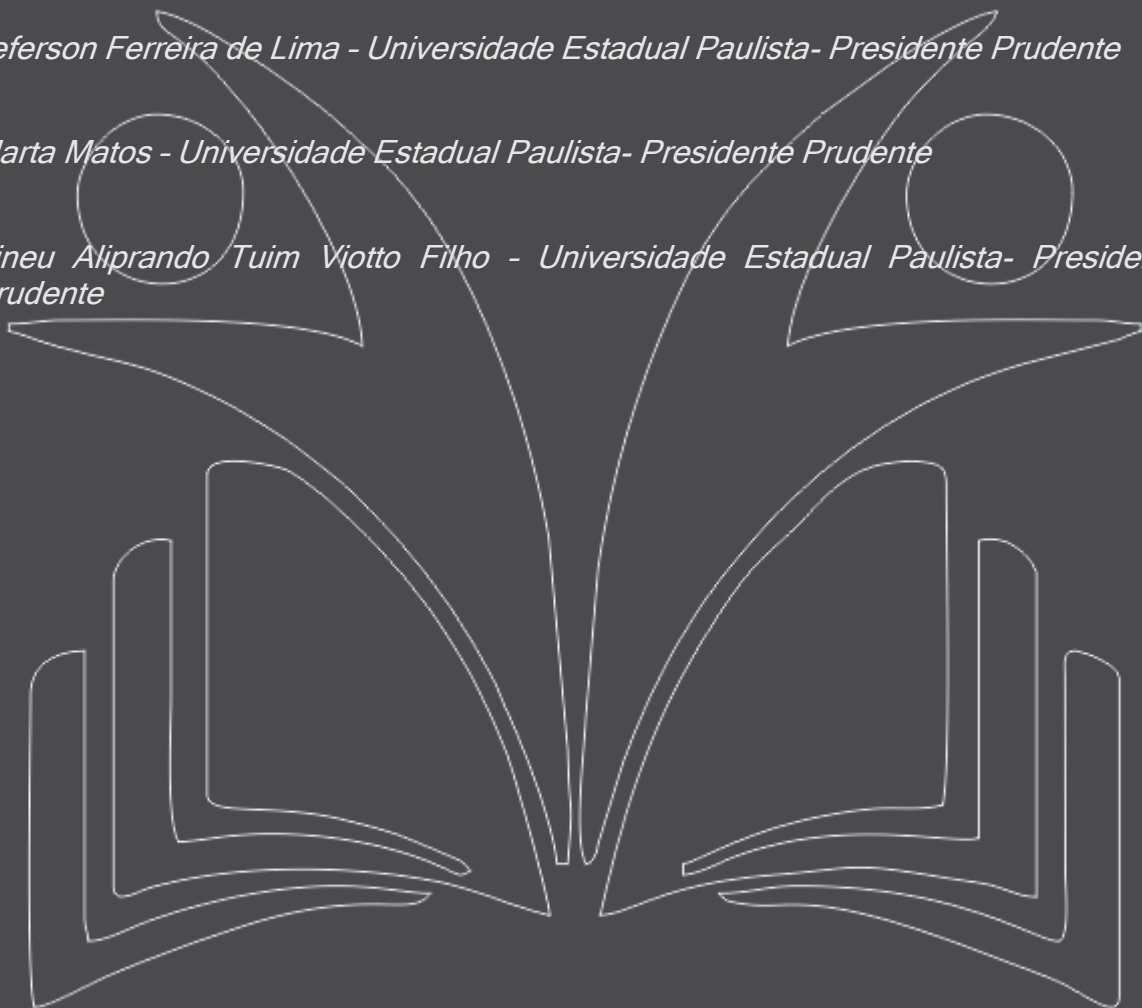 eferson Ferreira de Lima - Universidade Estadual Paulista- Presidente Prudente
arta Matos - Universidade Estadual Paulista- Presidente Prudente
ineu Aliprando Tuim Viotto Filho - Universidade Estadual Paulista- Preside
rudente